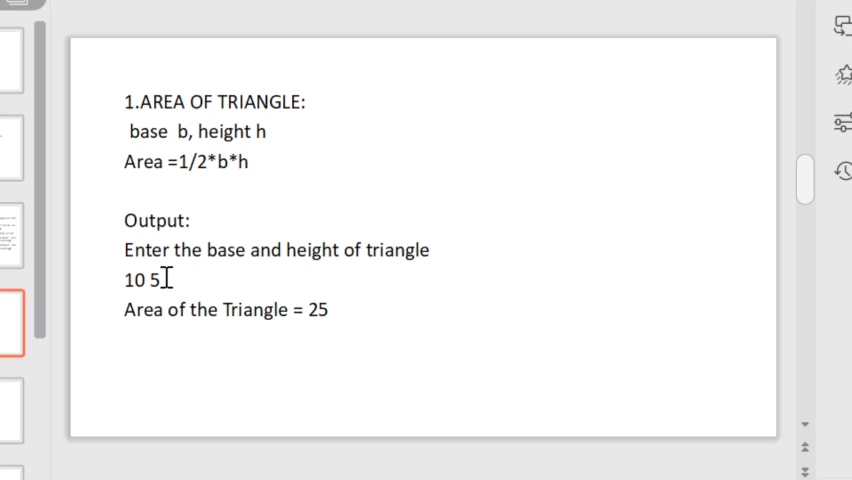 1.AREA OF TRIANGLE:
base b, height h
Area =1/2*b*h
Output:
Enter the base and height of triangle
10 5
Area of the Triangle = 25